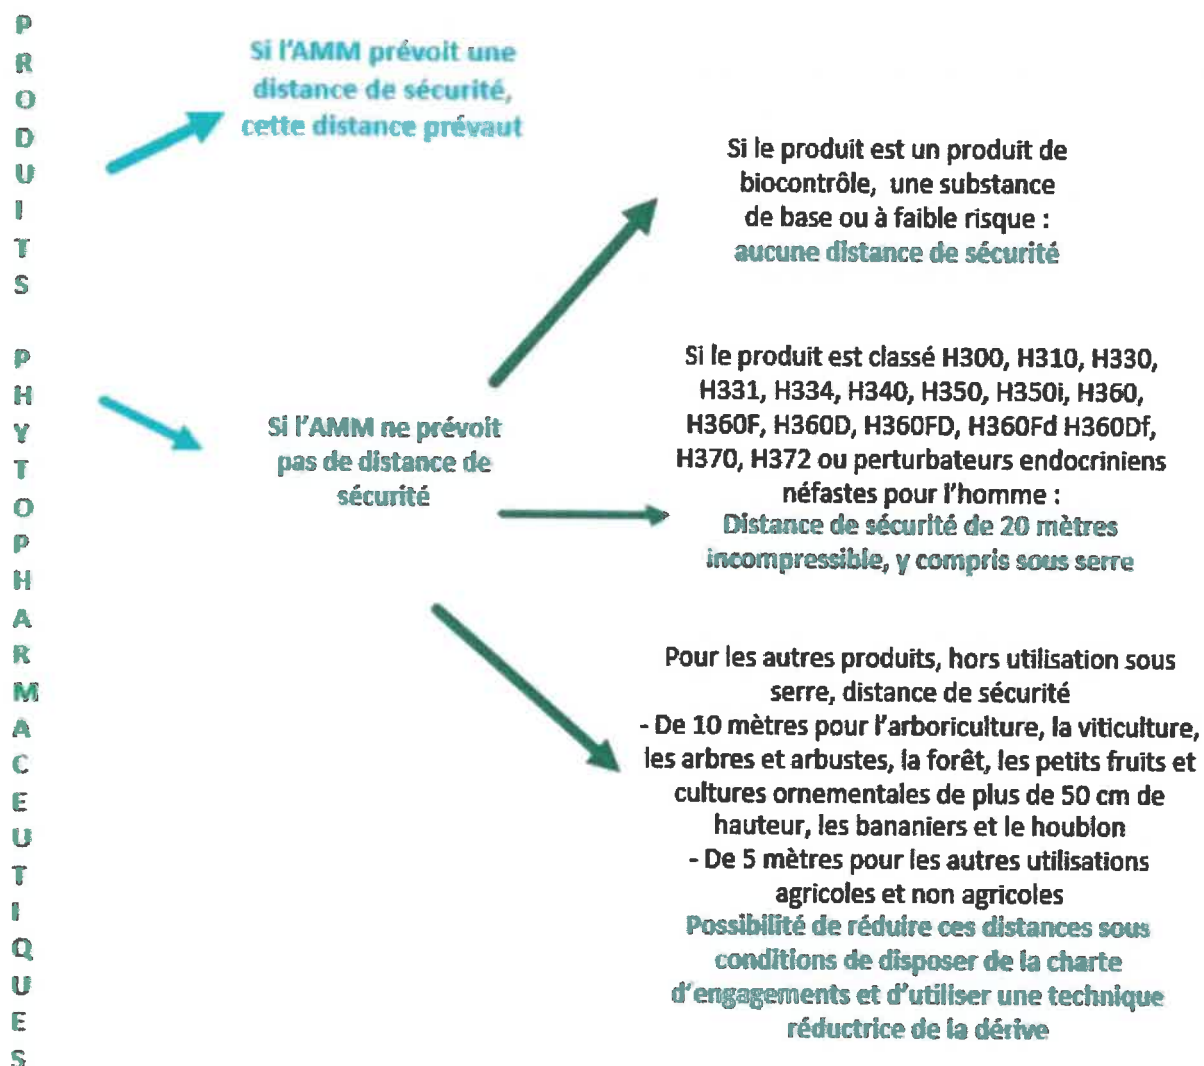 PRODUITS PHYTOPHARMACEUTIQUES
Si l'AMM prévoit une
distance de sécurité,
cette distance prévaut
Si l'AMM ne prévoit
pas de distance de
sécurité
Si le produit est un produit de
biocontrôle, une substance
de base ou à faible risque :
aucune distance de sécurité
Si le produit est classé H300, H310, H330,
H331, H334, H340, H350, H350i, H360,
H360F, H360D, H360FD, H360Fd H360Df,
H370, H372 ou perturbateurs endocriniens
néfastes pour l'homme :
Distance de sécurité de 20 mètres
incompressible, y compris sous serre
Pour les autres produits, hors utilisation sous
serre, distance de sécurité
- De 10 mètres pour l'arboriculture, la viticulture,
les arbres et arbustes, la forêt, les petits fruits et
cultures ornementales de plus de 50 cm de
hauteur, les bananiers et le houblon
- De 5 mètres pour les autres utilisations
agricoles et non agricoles
Possibilité de réduire ces distances sous
conditions de disposer de la charte
d'engagements et d'utiliser une technique
réductrice de la dérive